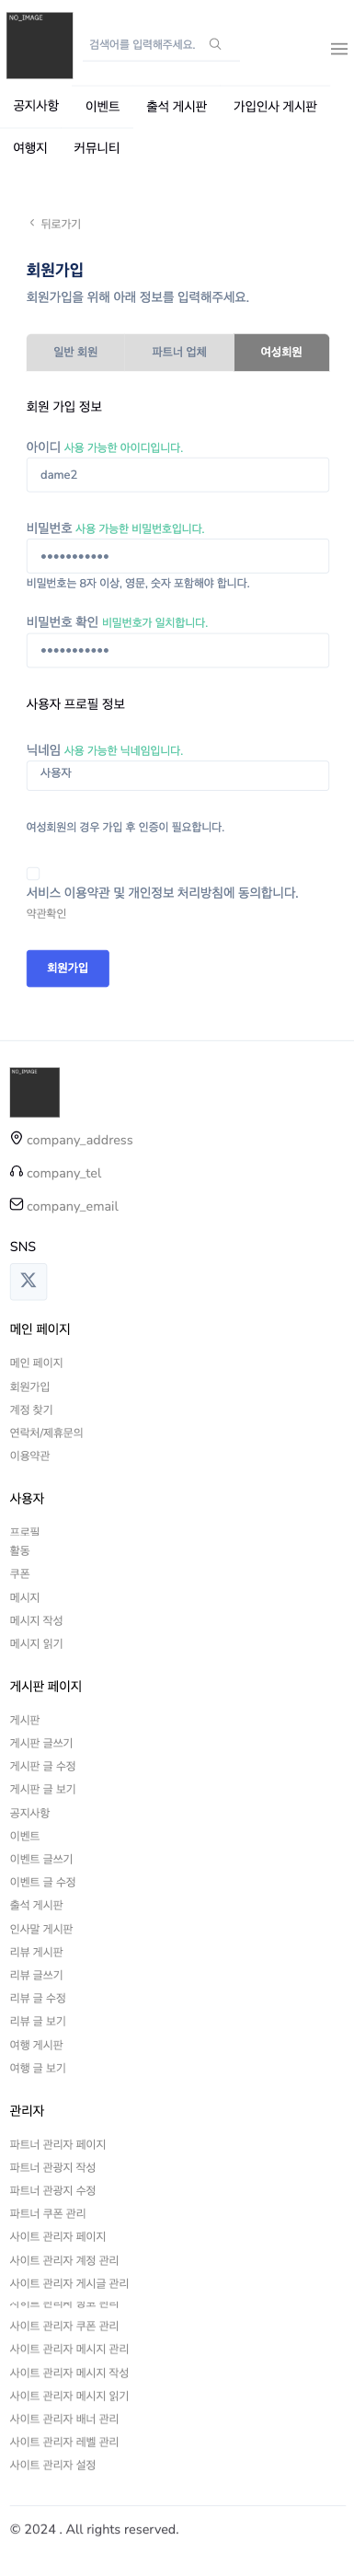 NO_IMAGE
검색어를 입력해주세요.
공지사항 이벤트 출석 게시판 가입인사 게시판
여행지 커뮤니티
뒤로가기
회원가입
회원가입을 위해 아래 정보를 입력해주세요.
일반 회원 파트너 업체 여성회원
회원 가입 정보
아이디 사용 가능한 아이디입니다.
dame2
비밀번호 사용 가능한 비밀번호입니다.
•••••••••••
비밀번호는 8자 이상, 영문, 숫자 포함해야 합니다.
비밀번호 확인 비밀번호가 일치합니다.
•••••••••••
사용자 프로필 정보
닉네임 사용 가능한 닉네임입니다.
사용자
여성회원의 경우 가입 후 인증이 필요합니다.
서비스 이용약관 및 개인정보 처리방침에 동의합니다.
약관확인
회원가입
NO_IMAGE
company_address
company_tel
company_email
SNS
메인 페이지
메인 페이지
회원가입
계정 찾기
연락처/제휴문의
이용약관
사용자
프로필
활동
쿠폰
메시지
메시지 작성
메시지 읽기
게시판 페이지
게시판
게시판 글쓰기
게시판 글 수정
게시판 글 보기
공지사항
이벤트
이벤트 글쓰기
이벤트 글 수정
출석 게시판
인사말 게시판
리뷰 게시판
리뷰 글쓰기
리뷰 글 수정
리뷰 글 보기
여행 게시판
여행 글 보기
관리자
파트너 관리자 페이지
파트너 관광지 작성
파트너 관광지 수정
파트너 쿠폰 관리
사이트 관리자 페이지
사이트 관리자 계정 관리
사이트 관리자 게시글 관리
사이트 관리자 쿠폰 관리
사이트 관리자 메시지 관리
사이트 관리자 메시지 작성
사이트 관리자 메시지 읽기
사이트 관리자 배너 관리
사이트 관리자 레벨 관리
사이트 관리자 설정
© 2024 . All rights reserved.